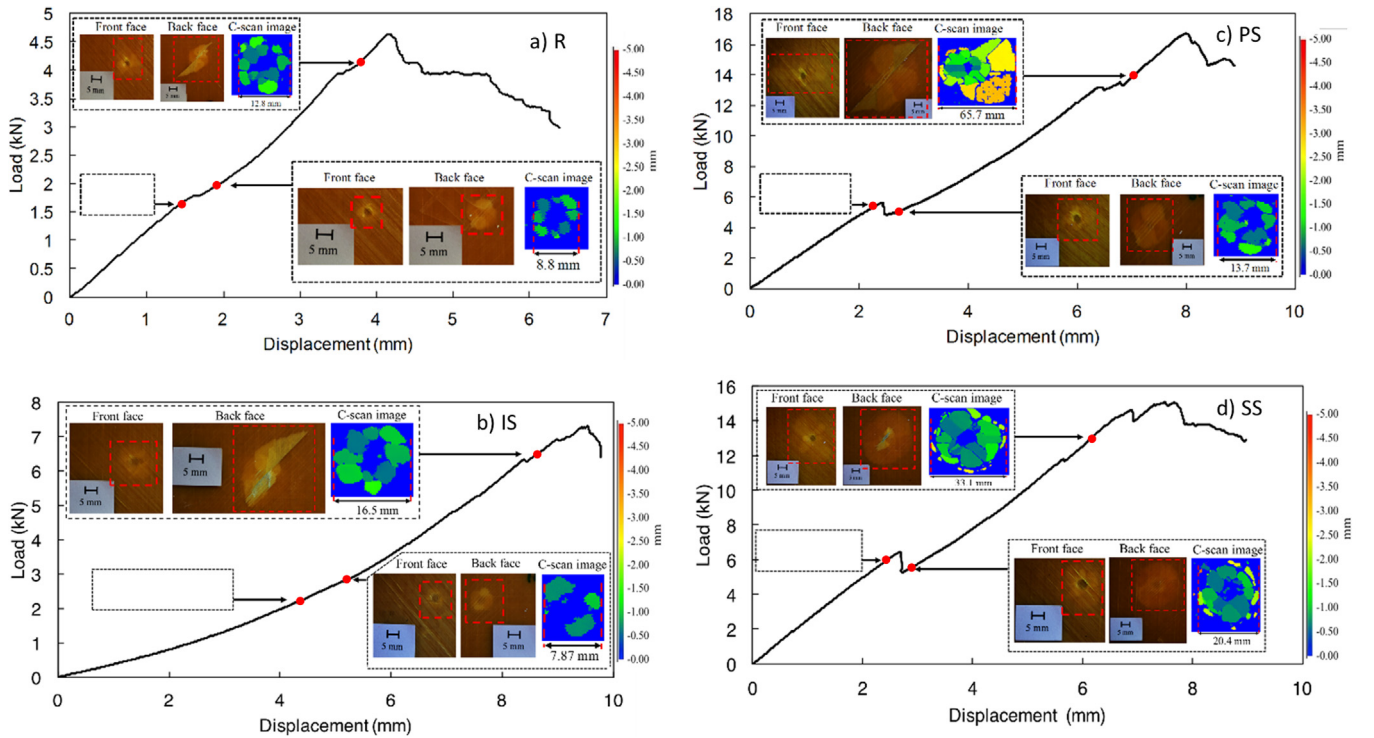 a) R
Load (kN)
5
4.5
4
3.5
3
2.5
2
1.5
1
0.5
0
0 1 2 3 4 5 6 7
Displacement (mm)
Front face Back face C-scan image
5 mm
5 mm
12.8 mm
Front face Back face C-scan image
5 mm
5 mm
8.8 mm
-5.00
-4.50
-4.00
-3.50
-3.00
-2.50
-2.00
-1.50
-1.00
-0.50
-0.00
mm
c) PS
Load (kN)
18
16
14
12
10
8
6
4
2
0
0 2 4 6 8 10
Displacement (mm)
Front face Back face C-scan image
5 mm
5 mm
65.7 mm
Front face Back face C-scan image
5 mm
5 mm
13.7 mm
-5.00
-4.50
-4.00
-3.50
-3.00
-2.50
-2.00
-1.50
-1.00
-0.50
-0.00
mm
b) IS
Load (kN)
8
7
6
5
4
3
2
1
0
0 2 4 6 8 10
Displacement (mm)
Front face Back face C-scan image
5 mm
5 mm
16.5 mm
Front face Back face C-scan image
5 mm
5 mm
7.87 mm
-5.00
-4.50
-4.00
-3.50
-3.00
-2.50
-2.00
-1.50
-1.00
-0.50
-0.00
mm
d) SS
Load (kN)
16
14
12
10
8
6
4
2
0
0 2 4 6 8 10
Displacement (mm)
Front face Back face C-scan image
5 mm
5 mm
33.1 mm
Front face Back face C-scan image
5 mm
5 mm
20.4 mm
-5.00
-4.50
-4.00
-3.50
-3.00
-2.50
-2.00
-1.50
-1.00
-0.50
-0.00
mm